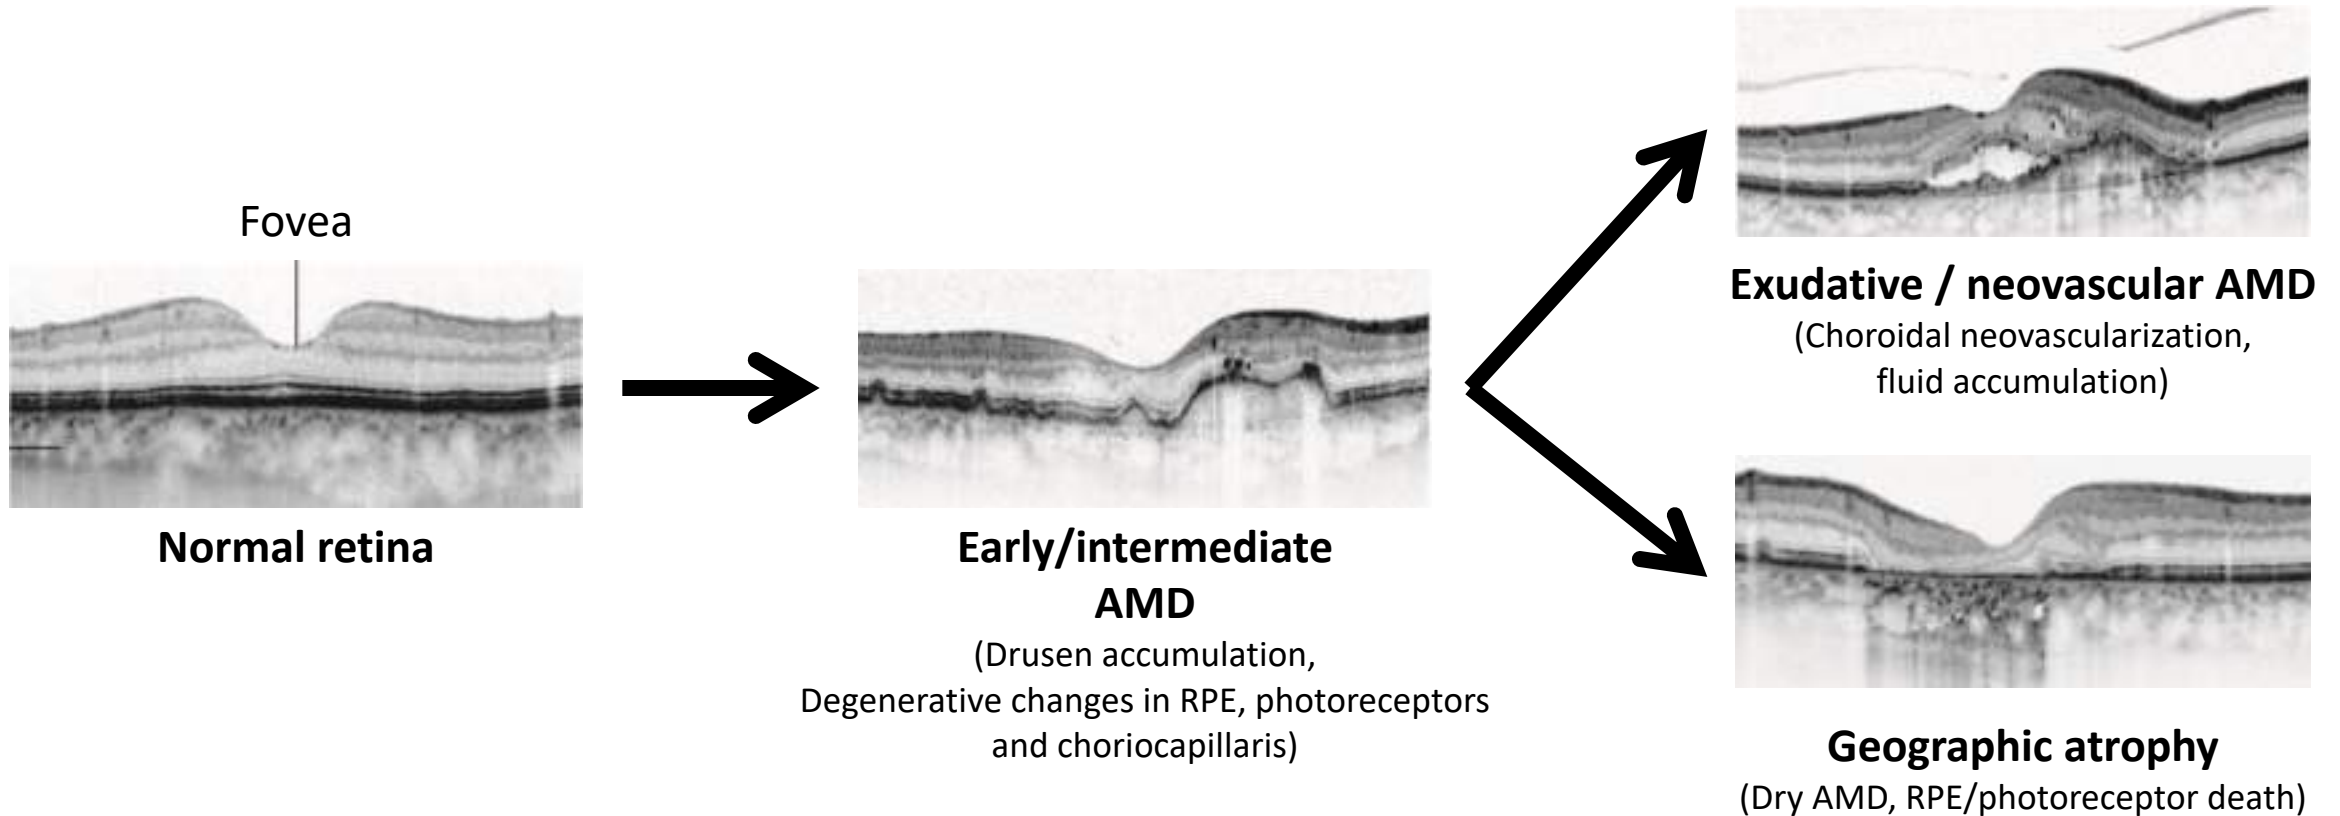 Fovea
Normal retina
Early/intermediate
AMD
(Drusen accumulation,
Degenerative changes in RPE, photoreceptors
and choriocapillaris)
Exudative / neovascular AMD
(Choroidal neovascularization,
fluid accumulation)
Geographic atrophy
(Dry AMD, RPE/photoreceptor death)